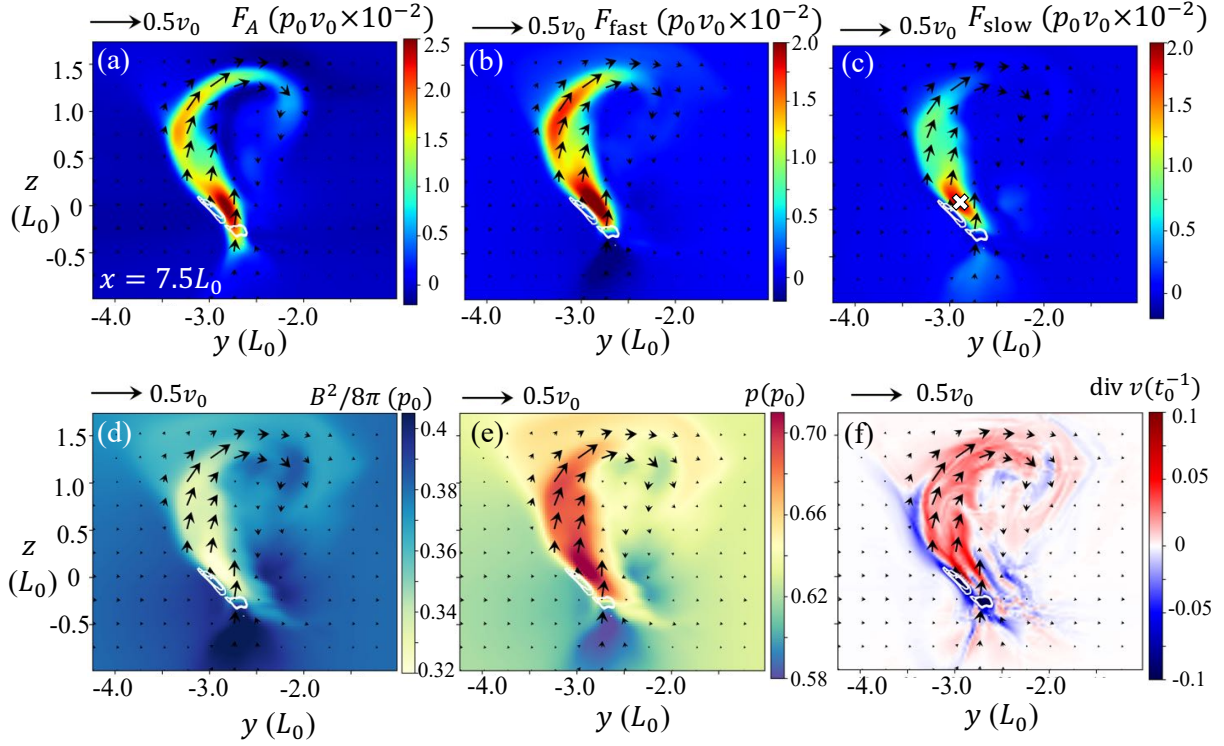 0.5v₀ F_A (p₀v₀×10⁻²) 0.5v₀ F_fast (p₀v₀×10⁻²) 0.5v₀ F_slow (p₀v₀×10⁻²)
(a) (b) (c)
1.5 2.5 2.0 2.0
1.0 2.0 1.5 1.5
0.5 1.5 1.0 1.0
z
(L₀)
0 1.0 0.5 0.5
-0.5 0.5 0 0
0
x = 7.5L₀
-4.0 -3.0 -2.0 -4.0 -3.0 -2.0 -4.0 -3.0 -2.0
y (L₀) y (L₀) y (L₀)
0.5v₀ B²/8π (p₀) 0.5v₀ p(p₀) 0.5v₀ div v(t₀⁻¹)
(d) (e) (f)
1.5 0.40 0.70 0.1
1.0 0.38 0.66 0.05
0.5 0.36 0
z
(L₀)
0 0.34 0.62 -0.05
-0.5 0.32 0.58 -0.1
-4.0 -3.0 -2.0 -4.0 -3.0 -2.0 -4.0 -3.0 -2.0
y (L₀) y (L₀) y (L₀)